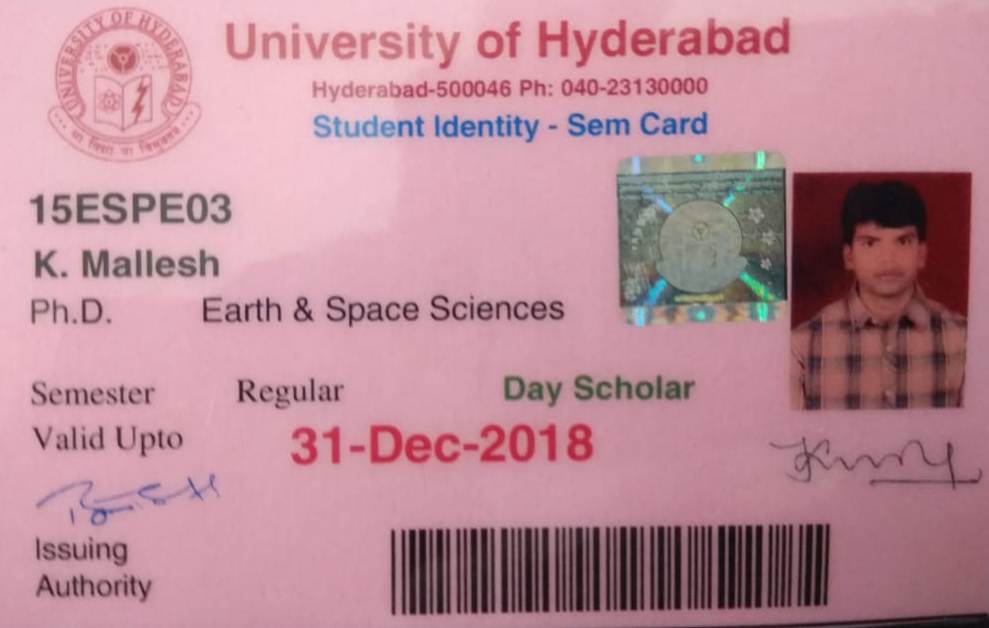 UNIVERSITY OF HYDERABAD
सा विद्या या विमुक्तये
University of Hyderabad
Hyderabad-500046 Ph: 040-23130000
Student Identity - Sem Card
15ESPE03
K. Mallesh
Ph.D. Earth & Space Sciences
Semester Regular Day Scholar
Valid Upto 31-Dec-2018
Issuing
Authority